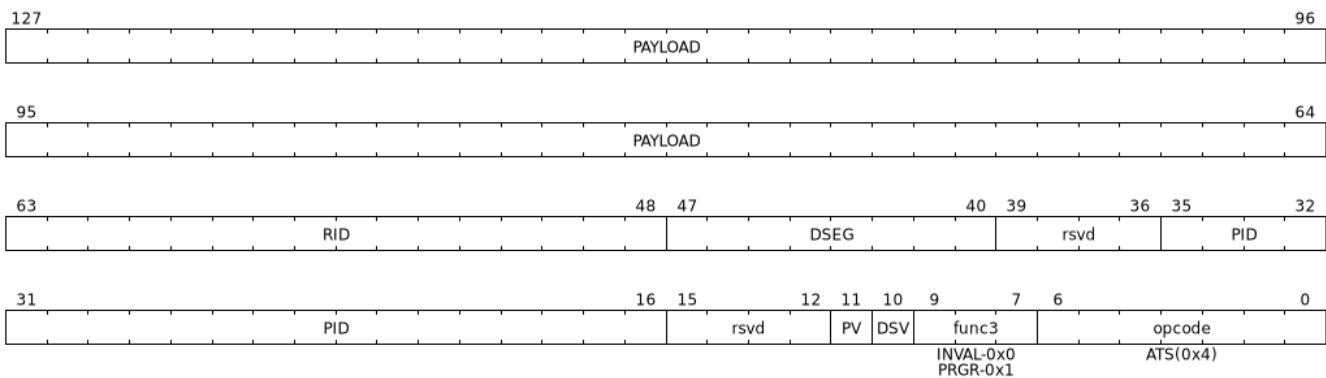 127 96
PAYLOAD
95 64
PAYLOAD
63 48 47 40 39 36 35 32
RID DSEG rsvd PID
31 16 15 12 11 10 9 7 6 0
PID rsvd PV DSV func3 opcode
INVAL-0x0 ATS(0x4)
PRGR-0x1